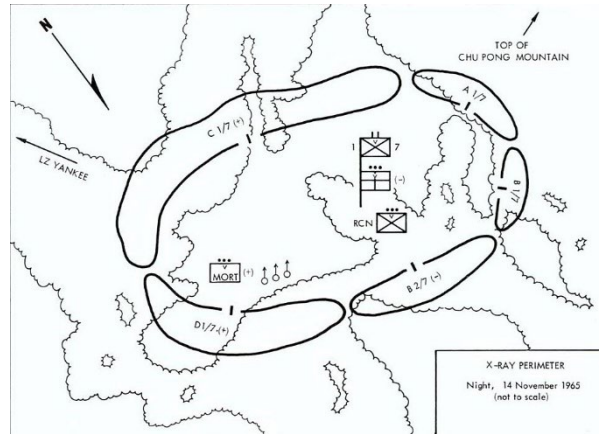 N
TOP OF
CHU PONG MOUNTAIN
A 1/7
C 1/7 (+)
1 7
LZ YANKEE
(-)
B 1/7
RCN
MORT (+)
B 2/7 (-)
D1/7-(+)
X-RAY PERIMETER
Night, 14 November 1965
(not to scale)